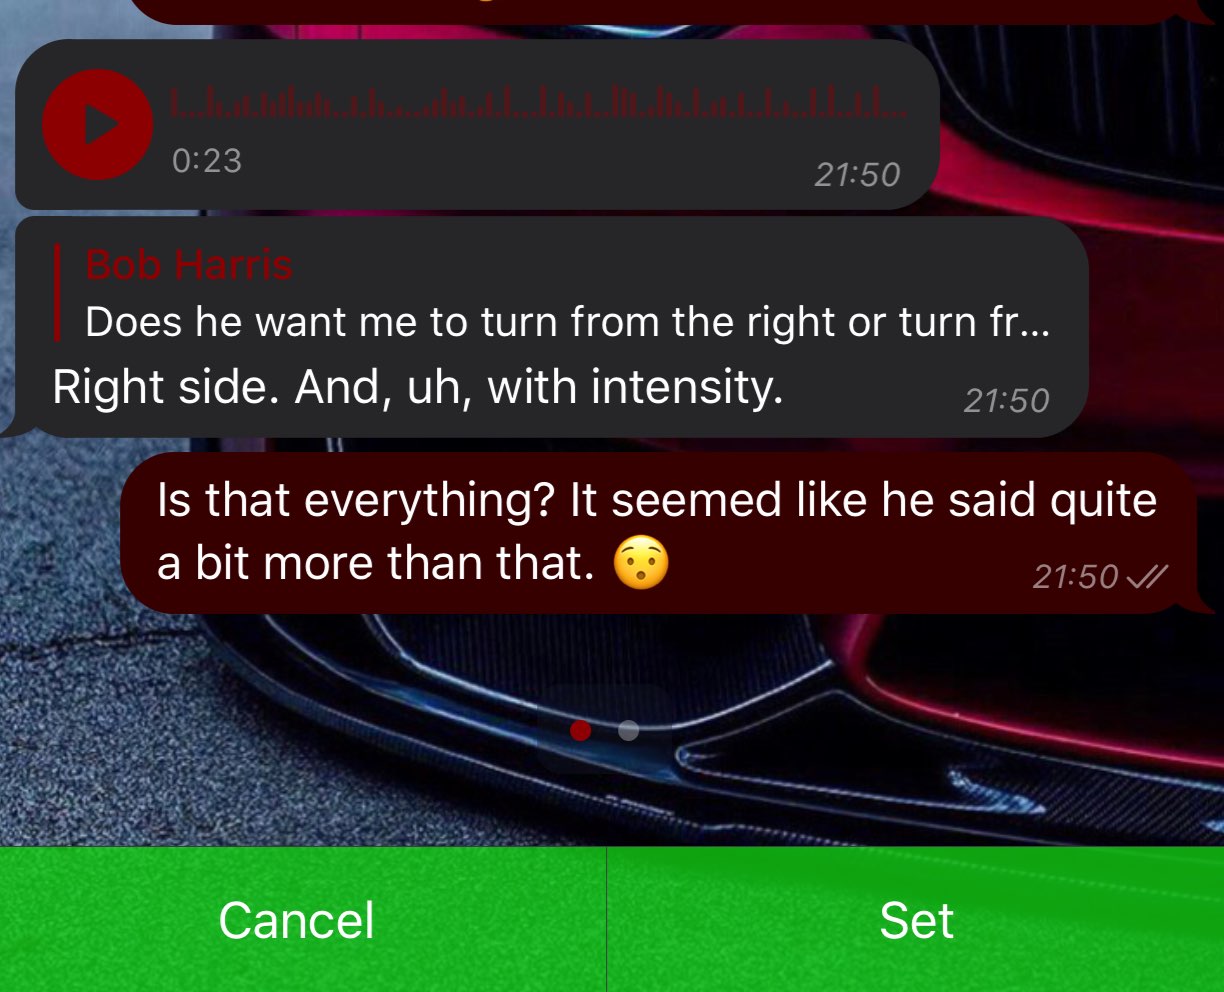 0:23
21:50
Bob Harris
Does he want me to turn from the right or turn fr...
Right side. And, uh, with intensity.
21:50
Is that everything? It seemed like he said quite
a bit more than that. 😯
21:50
Cancel
Set